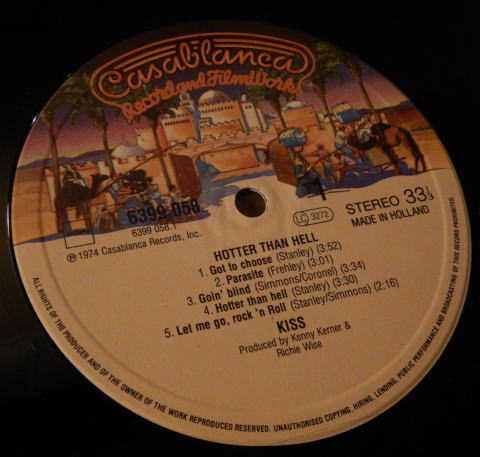 Casablanca
Record and FilmWorks
6399 058
6399 058.1
Ⓟ 1974 Casablanca Records, Inc.
1
LC 3272
STEREO 33 1/3
MADE IN HOLLAND
HOTTER THAN HELL
1. Got to choose (Stanley) (3:52)
2. Parasite (Frehley) (3:01)
3. Goin' blind (Simmons/Coronel) (3:34)
4. Hotter than hell (Stanley) (3:30)
5. Let me go, rock 'n Roll (Stanley/Simmons) (2:16)
KISS
Produced by Kenny Kerner &
Richie Wise
ALL RIGHTS OF THE PRODUCER AND OF THE OWNER OF THE WORK REPRODUCED RESERVED. UNAUTHORISED COPYING, HIRING, LENDING, PUBLIC PERFORMANCE AND BROADCASTING OF THIS RECORD PROHIBITED.